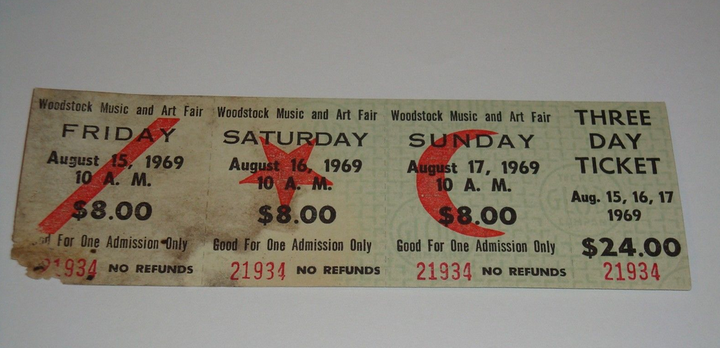 Woodstock Music and Art Fair
FRIDAY
August 15, 1969
10 A. M.
$8.00
For One Admission Only
21934 NO REFUNDS
Woodstock Music and Art Fair
SATURDAY
August 16, 1969
10 A. M.
$8.00
Good For One Admission Only
21934 NO REFUNDS
Woodstock Music and Art Fair
SUNDAY
August 17, 1969
10 A. M.
$8.00
Good For One Admission Only
21934 NO REFUNDS
THREE
DAY
TICKET
Aug. 15, 16, 17
1969
$24.00
21934